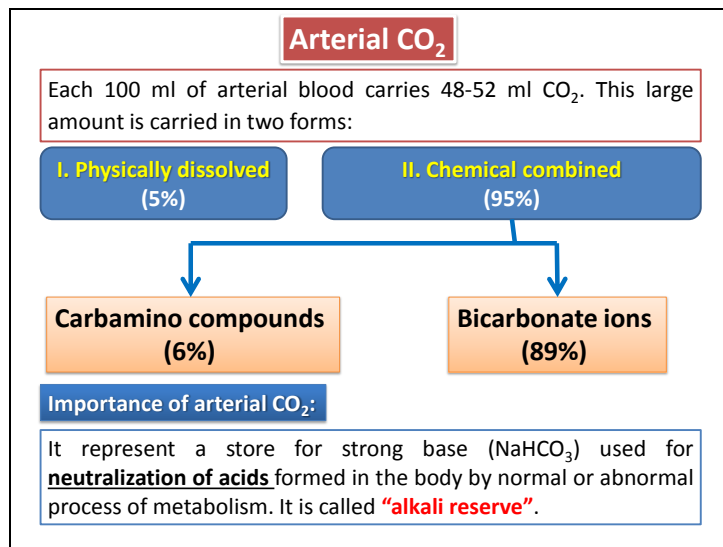 Arterial CO₂
Each 100 ml of arterial blood carries 48-52 ml CO₂. This large
amount is carried in two forms:
I. Physically dissolved
(5%)
II. Chemical combined
(95%)
Carbamino compounds
(6%)
Bicarbonate ions
(89%)
Importance of arterial CO₂:
It represent a store for strong base (NaHCO₃) used for
neutralization of acids formed in the body by normal or abnormal
process of metabolism. It is called “alkali reserve”.